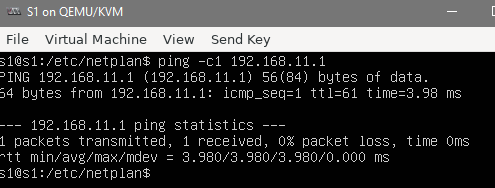 S1 on QEMU/KVM
File Virtual Machine View Send Key
s1@s1:/etc/netplan$ ping -c1 192.168.11.1
PING 192.168.11.1 (192.168.11.1) 56(84) bytes of data.
64 bytes from 192.168.11.1: icmp_seq=1 ttl=61 time=3.98 ms
--- 192.168.11.1 ping statistics ---
1 packets transmitted, 1 received, 0% packet loss, time 0ms
rtt min/avg/max/mdev = 3.980/3.980/3.980/0.000 ms
s1@s1:/etc/netplan$